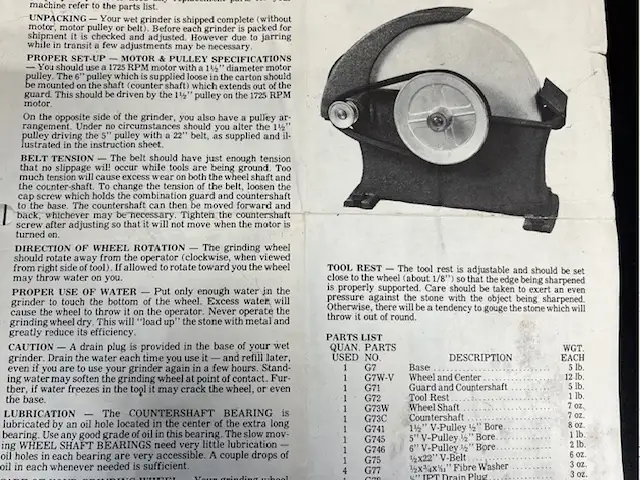 machine refer to the parts list.
UNPACKING — Your wet grinder is shipped complete (without
motor, motor pulley or belt). Before each grinder is packed for
shipment it is checked and adjusted. However due to jarring
while in transit a few adjustments may be necessary.
PROPER SET-UP — MOTOR & PULLEY SPECIFICATIONS
— You should use a 1725 RPM motor with a 1½" diameter motor
pulley. The 6" pulley which is supplied loose in the carton should
be mounted on the shaft (counter shaft) which extends out of the
guard. This should be driven by the 1½" pulley on the 1725 RPM
motor.
On the opposite side of the grinder, you also have a pulley ar-
rangement. Under no circumstances should you alter the 1½"
pulley driving the 5" pulley with a 22" belt, as supplied and il-
lustrated in the instruction sheet.
BELT TENSION — The belt should have just enough tension
that no slippage will occur while tools are being ground. Too
much tension will cause excess wear on both the wheel shaft and
the counter-shaft. To change the tension of the belt, loosen the
cap screw which holds the combination guard and countershaft
to the base. The countershaft can then be moved forward and
back, whichever may be necessary. Tighten the countershaft
screw after adjusting so that it will not move when the motor is
turned on.
DIRECTION OF WHEEL ROTATION — The grinding wheel
should rotate away from the operator (clockwise, when viewed
from right side of tool). If allowed to rotate toward you the wheel
may throw water on you.
PROPER USE OF WATER — Put only enough water in the
grinder to touch the bottom of the wheel. Excess water will
cause the wheel to throw it on the operator. Never operate the
grinding wheel dry. This will "load up" the stone with metal and
greatly reduce its efficiency.
CAUTION — A drain plug is provided in the base of your wet
grinder. Drain the water each time you use it — and refill later,
even if you are to use your grinder again in a few hours. Stand-
ing water may soften the grinding wheel at point of contact. Fur-
ther, if water freezes in the tool it may crack the wheel, or even
the base.
LUBRICATION — The COUNTERSHAFT BEARING is
lubricated by an oil hole located in the center of the extra long
bearing. Use any good grade of oil in this bearing. The slow mov-
ing WHEEL SHAFT BEARINGS need very little lubrication —
oil holes in each bearing are very accessible. A couple drops of
oil in each whenever needed is sufficient.
TOOL REST — The tool rest is adjustable and should be set
close to the wheel (about 1/8") so that the edge being sharpened
is properly supported. Care should be taken to exert an even
pressure against the stone with the object being sharpened.
Otherwise, there will be a tendency to gouge the stone which will
throw it out of round.
PARTS LIST
QUAN. PARTS WGT.
USED NO. DESCRIPTION EACH
1 G7 Base 5 lb.
1 G7W-V Wheel and Center 12 lb.
1 G71 Guard and Countershaft 5 lb.
1 G72 Tool Rest 1 lb.
1 G73W Wheel Shaft 7 oz.
1 G73C Countershaft 7 oz.
1 G741 1½" V-Pulley ½" Bore 8 oz.
1 G745 5" V-Pulley ½" Bore 1 lb.
1 G746 6" V-Pulley ½" Bore 2 lb.
1 G75 ½x22" V-Belt 6 oz.
4 G77 Fibre Washer 3 oz.
Drain Plug 3 oz.